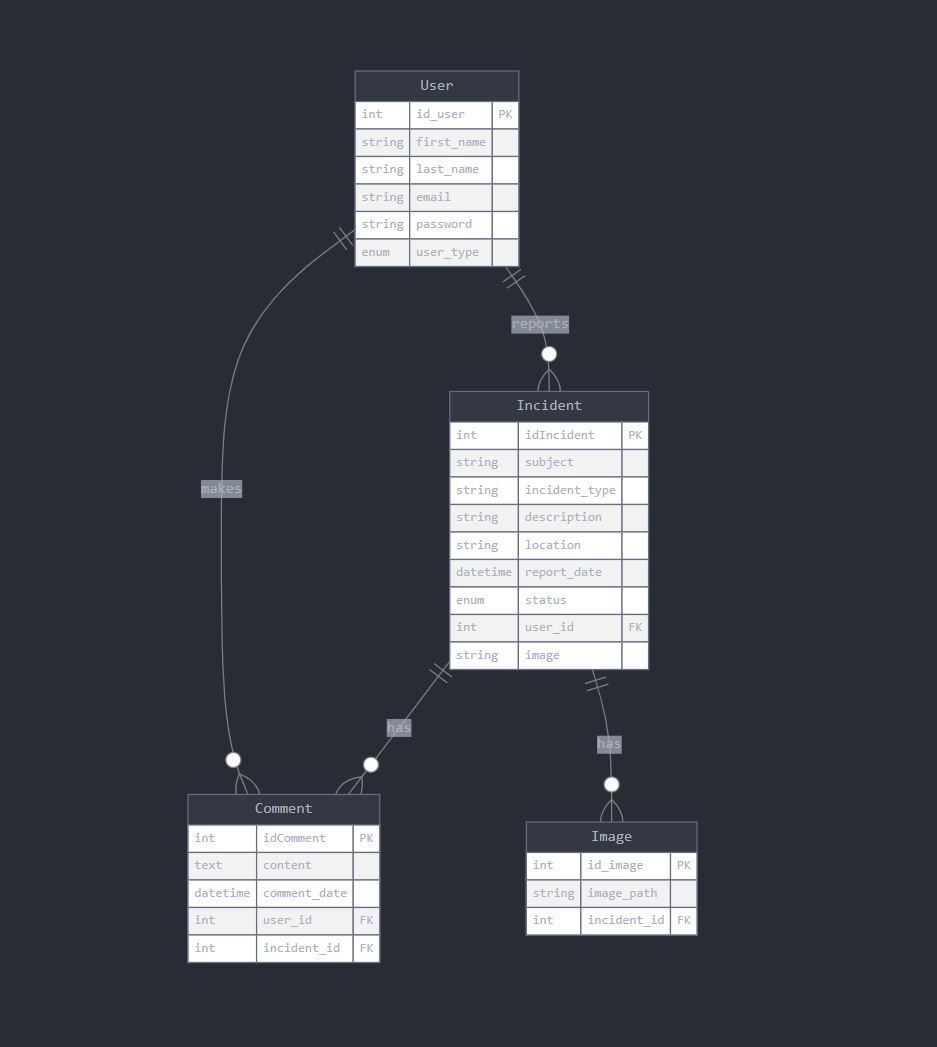 User
int id_user PK
string first_name
string last_name
string email
string password
enum user_type
reports
Incident
int idIncident PK
string subject
string incident_type
string description
string location
datetime report_date
enum status
int user_id FK
string image
makes
has
has
Comment
int idComment PK
text content
datetime comment_date
int user_id FK
int incident_id FK
Image
int id_image PK
string image_path
int incident_id FK